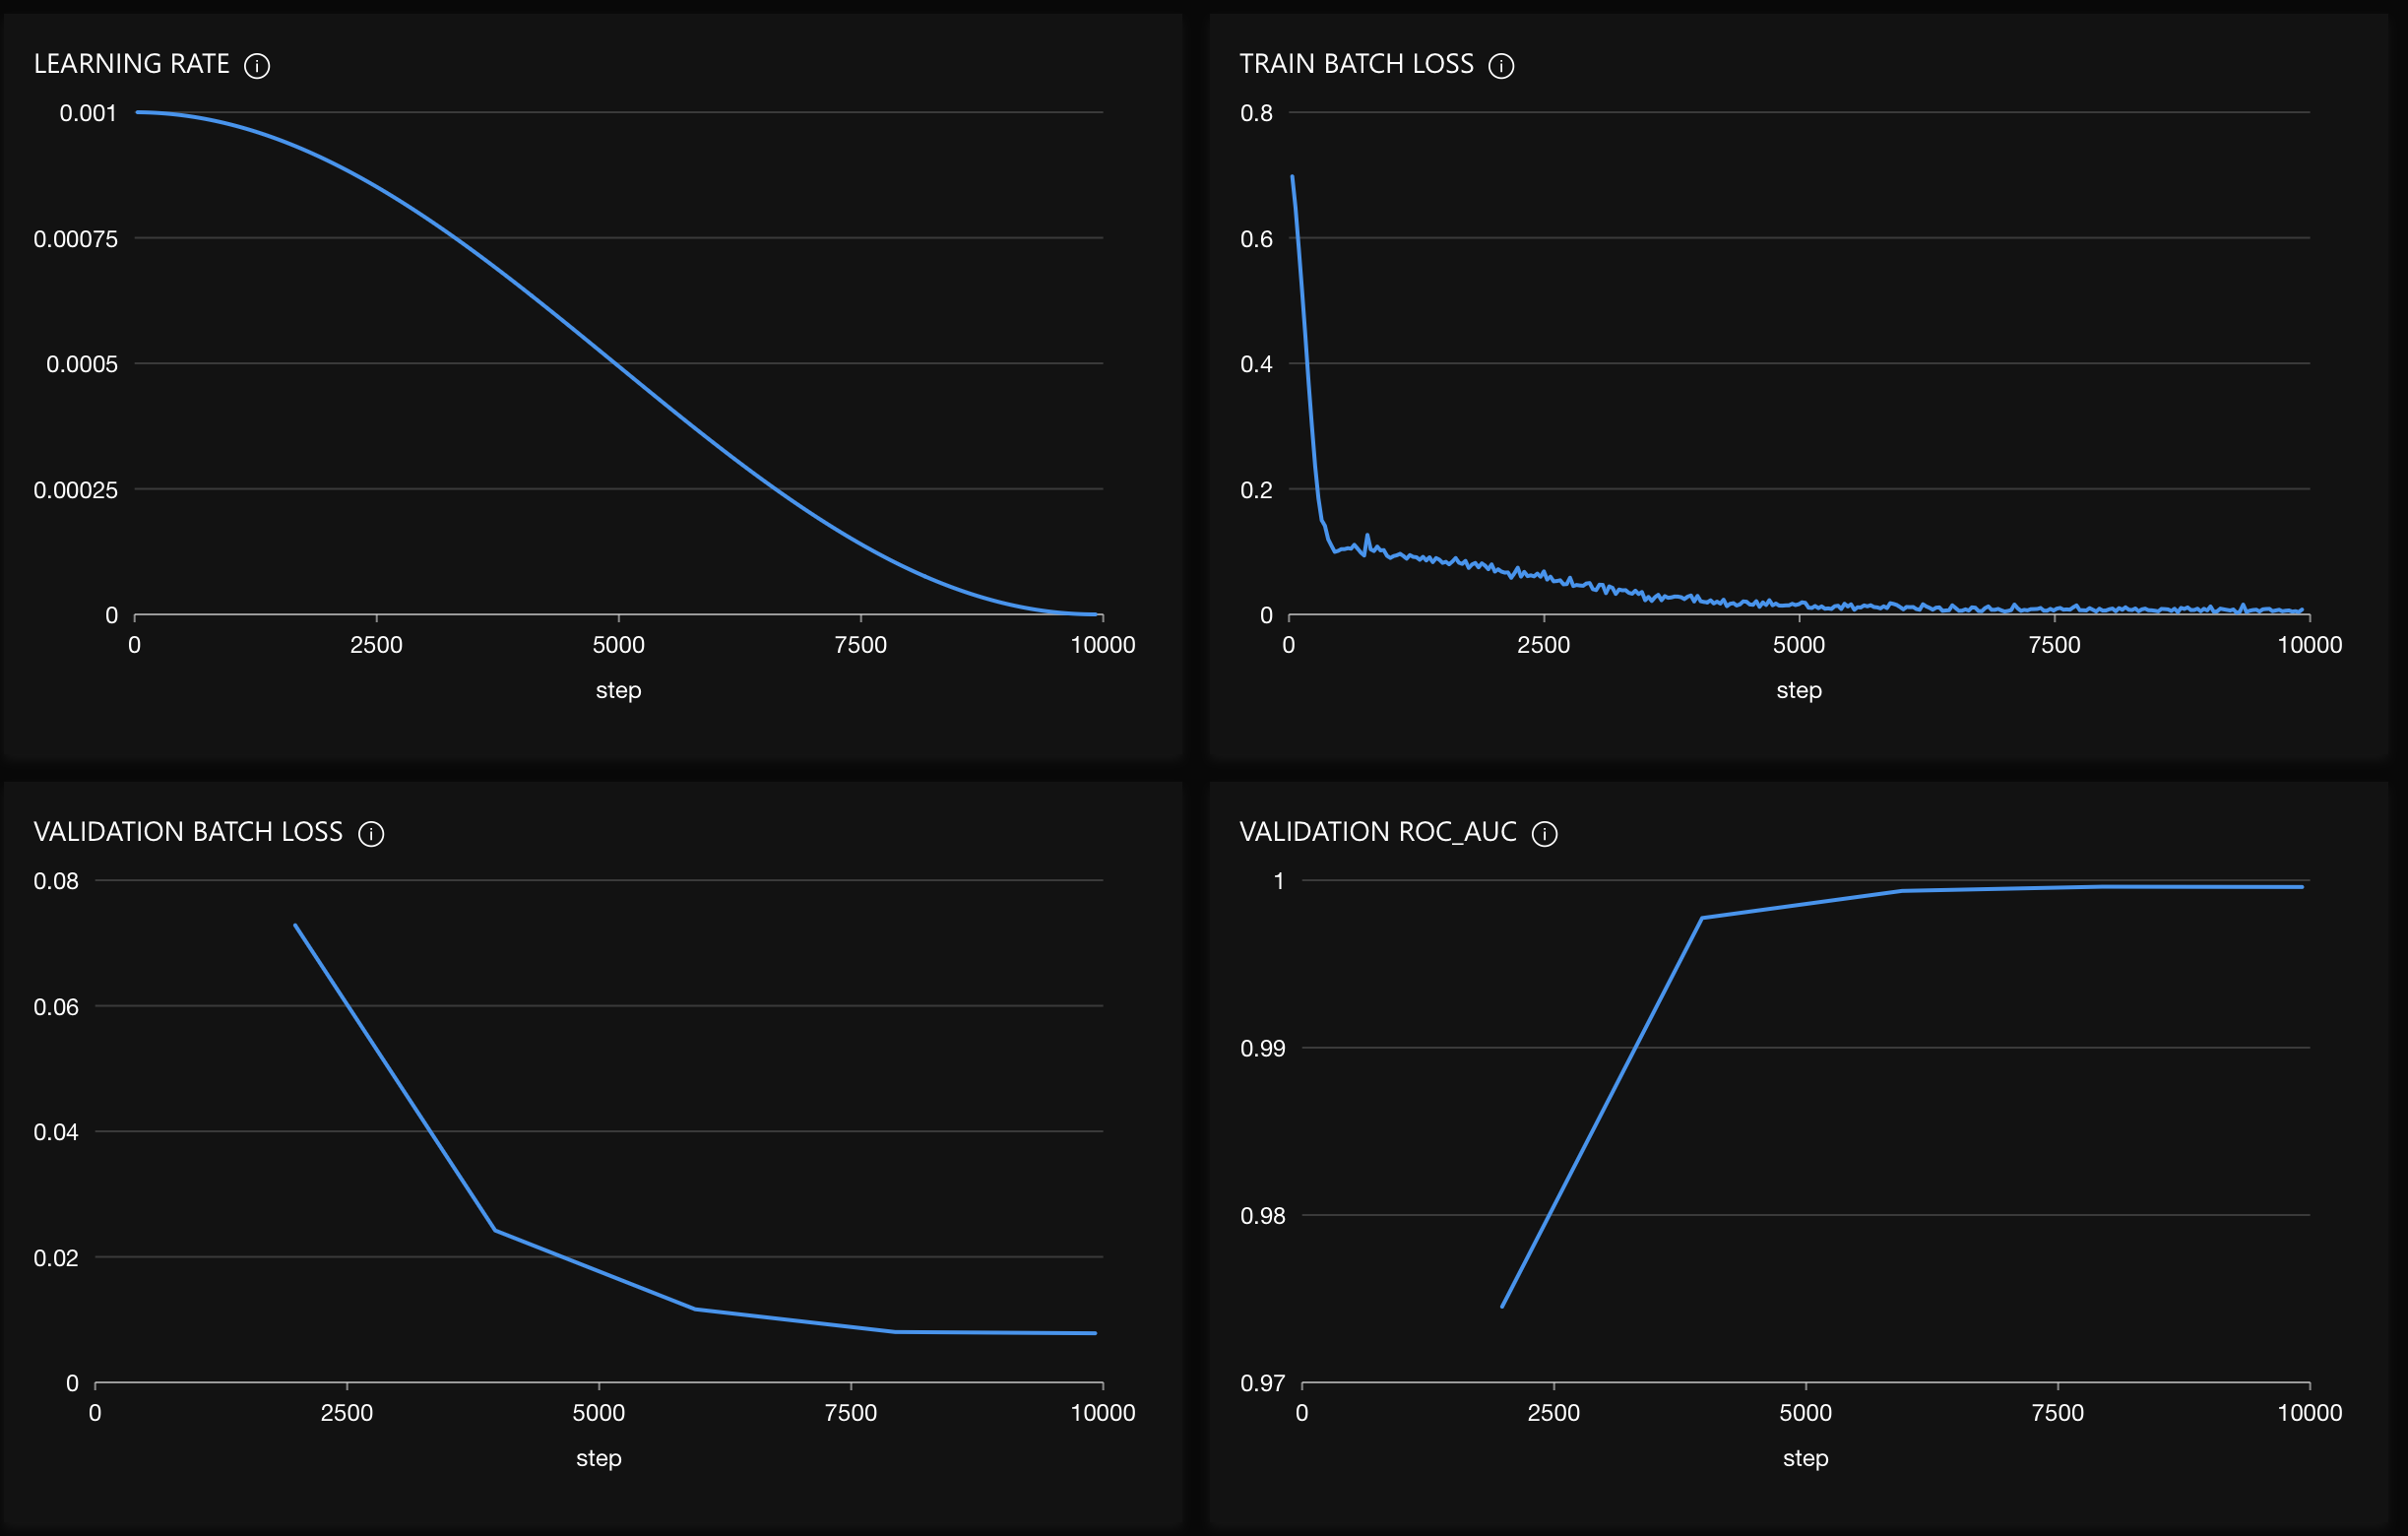 LEARNING RATE
0.001
0.00075
0.0005
0.00025
0
0 2500 5000 7500 10000
step
TRAIN BATCH LOSS
0.8
0.6
0.4
0.2
0
0 2500 5000 7500 10000
step
VALIDATION BATCH LOSS
0.08
0.06
0.04
0.02
0
0 2500 5000 7500 10000
step
VALIDATION ROC_AUC
1
0.99
0.98
0.97
0 2500 5000 7500 10000
step